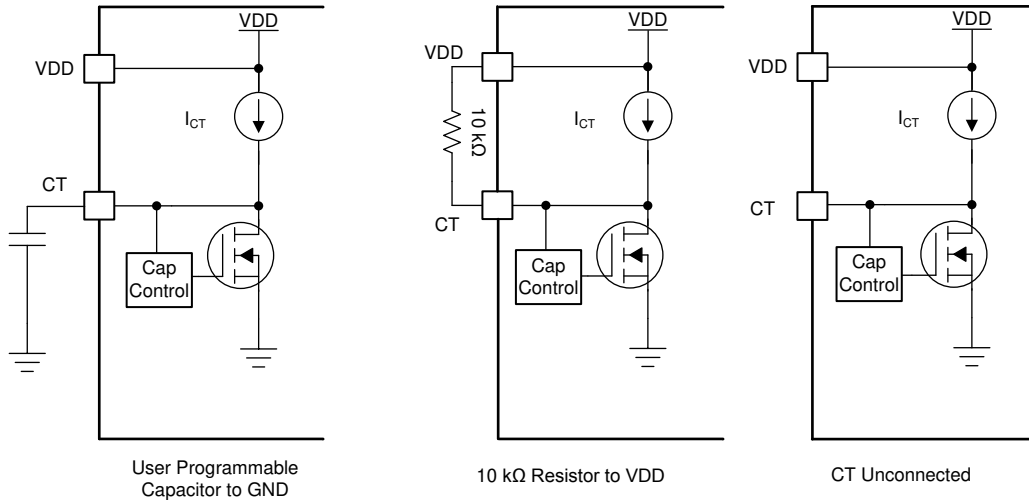 VDD
VDD
I_CT
CT
Cap
Control
User Programmable
Capacitor to GND
VDD
VDD
10 kΩ
I_CT
CT
Cap
Control
10 kΩ Resistor to VDD
VDD
VDD
I_CT
CT
Cap
Control
CT Unconnected